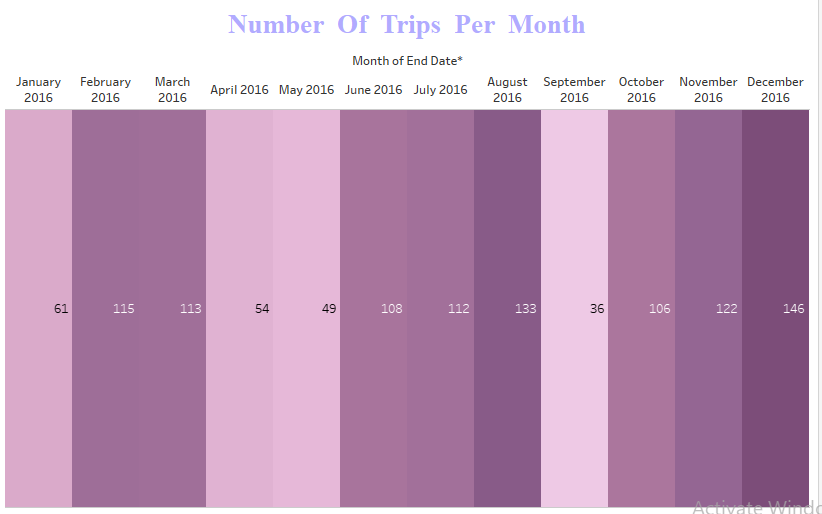 Number Of Trips Per Month
Month of End Date*
January 2016
February 2016
March 2016
April 2016
May 2016
June 2016
July 2016
August 2016
September 2016
October 2016
November 2016
December 2016
61 115 113 54 49 108 112 133 36 106 122 146
Activate Windo